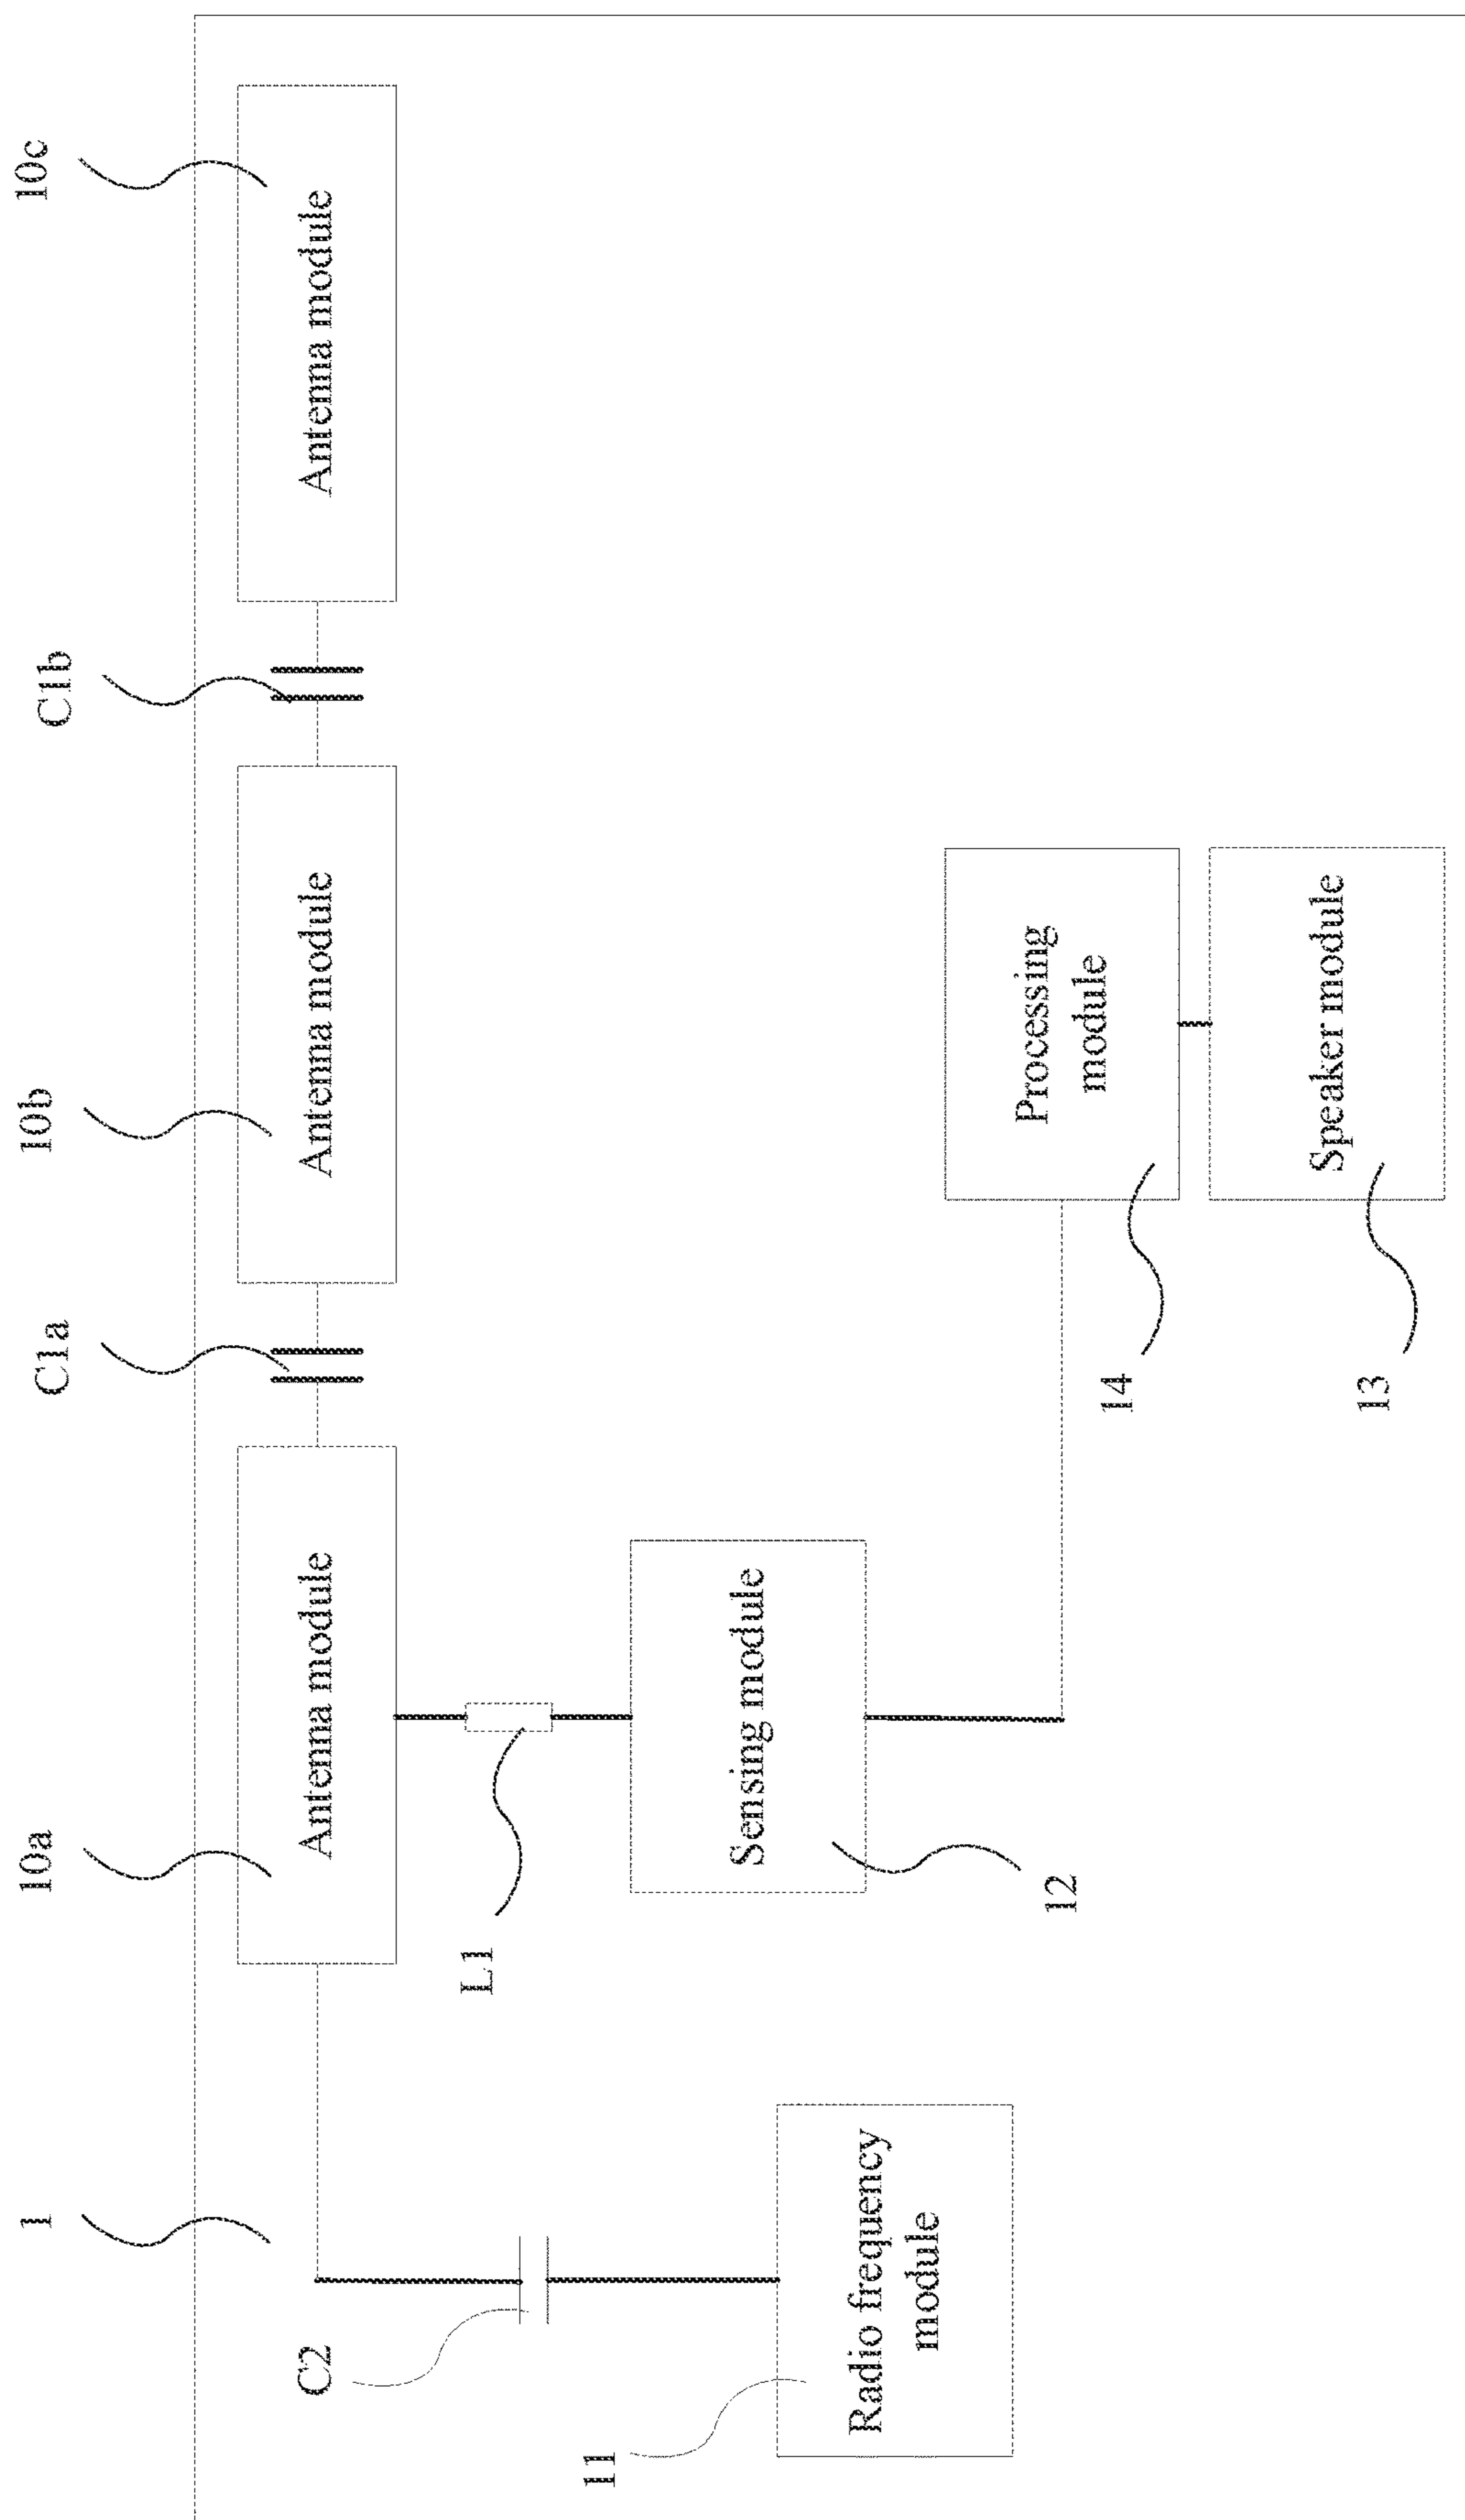 1
10a
C1a
10b
C1b
10c
Antenna module
Antenna module
Antenna module
C2
L1
11
Radio frequency
module
Sensing module
12
Processing
module
14
Speaker module
13